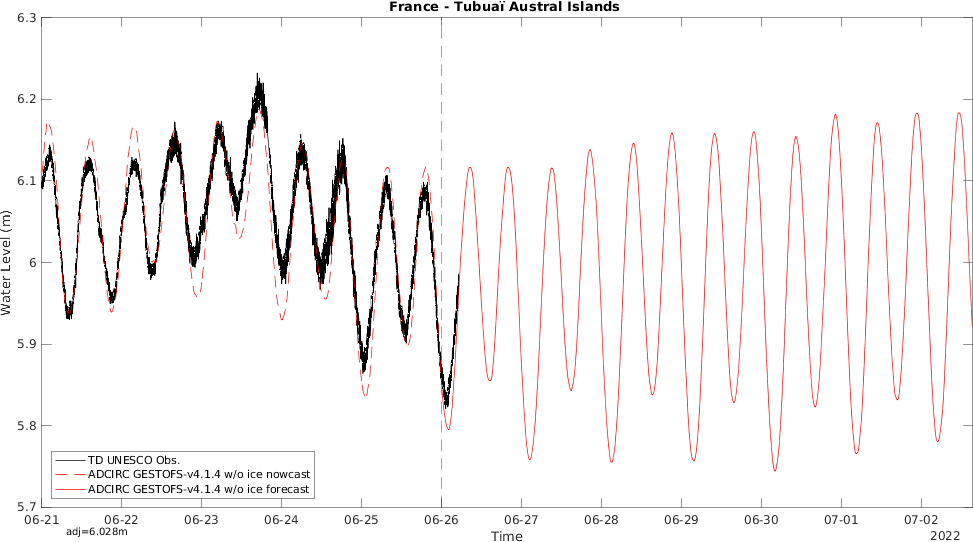 France - Tubuaï Austral Islands
6.3
6.2
6.1
6
5.9
5.8
5.7
Water Level (m)
TD UNESCO Obs.
ADCIRC GESTOFS-v4.1.4 w/o ice nowcast
ADCIRC GESTOFS-v4.1.4 w/o ice forecast
06-21 06-22 06-23 06-24 06-25 06-26 06-27 06-28 06-29 06-30 07-01 07-02
adj=6.028m
Time
2022